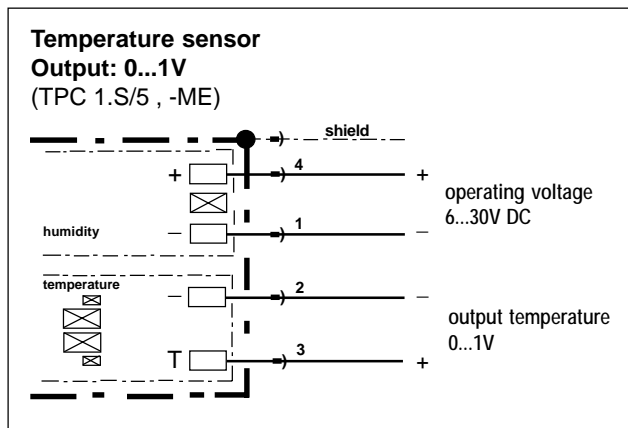 Temperature sensor
Output: 0...1V
(TPC 1.S/5 , -ME)
shield
+ 4 +
operating voltage
6...30V DC
humidity – 1 –
temperature – 2 –
output temperature
0...1V
T 3 +